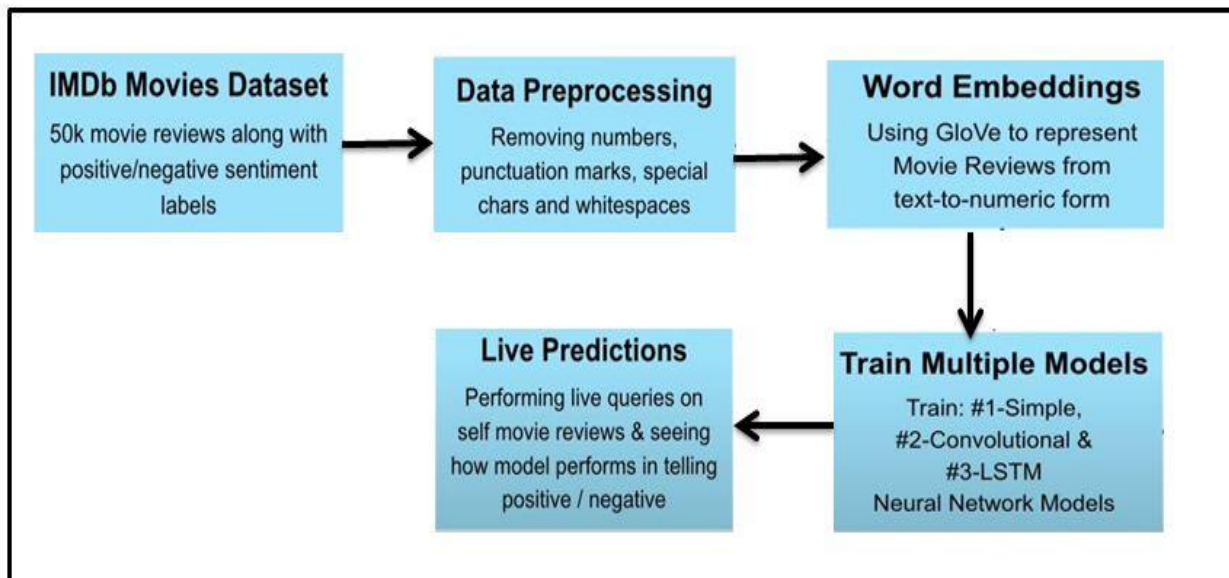 IMDb Movies Dataset
50k movie reviews along with
positive/negative sentiment
labels
Data Preprocessing
Removing numbers,
punctuation marks, special
chars and whitespaces
Word Embeddings
Using GloVe to represent
Movie Reviews from
text-to-numeric form
Train Multiple Models
Train: #1-Simple,
#2-Convolutional &
#3-LSTM
Neural Network Models
Live Predictions
Performing live queries on
self movie reviews & seeing
how model performs in telling
positive / negative